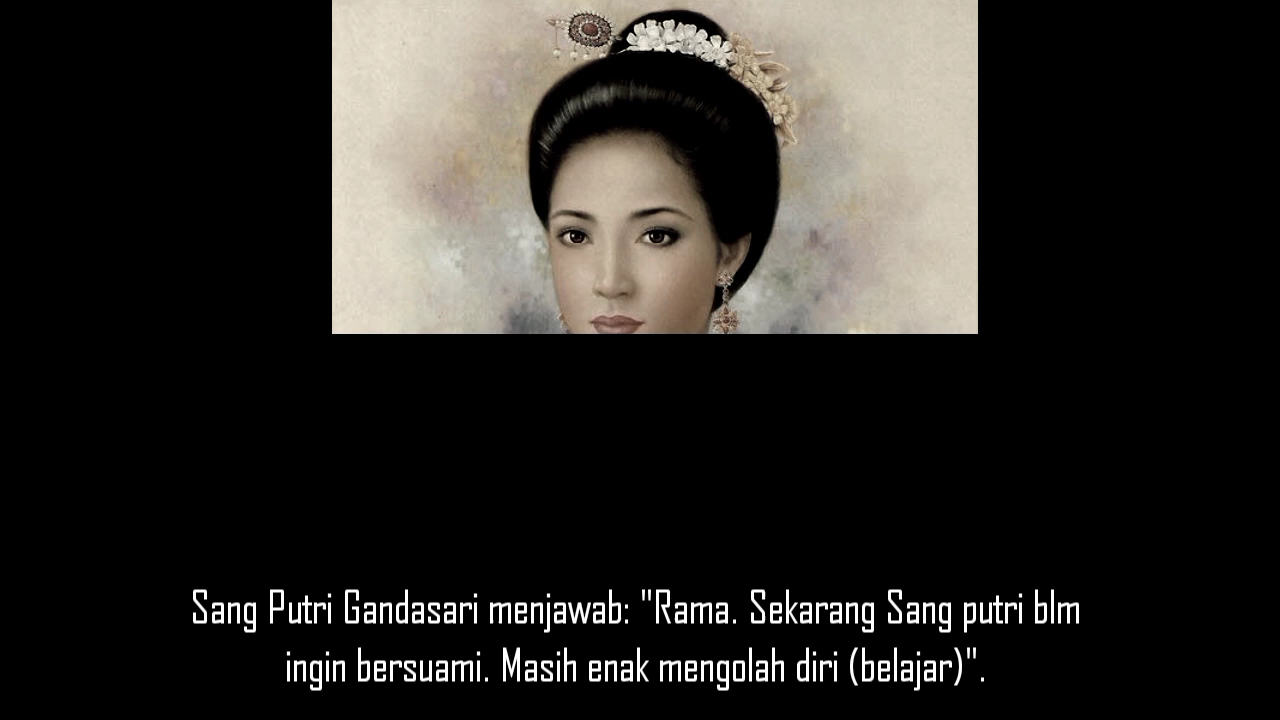 Sang Putri Gandasari menjawab: "Rama. Sekarang Sang putri blm
ingin bersuami. Masih enak mengolah diri (belajar)".